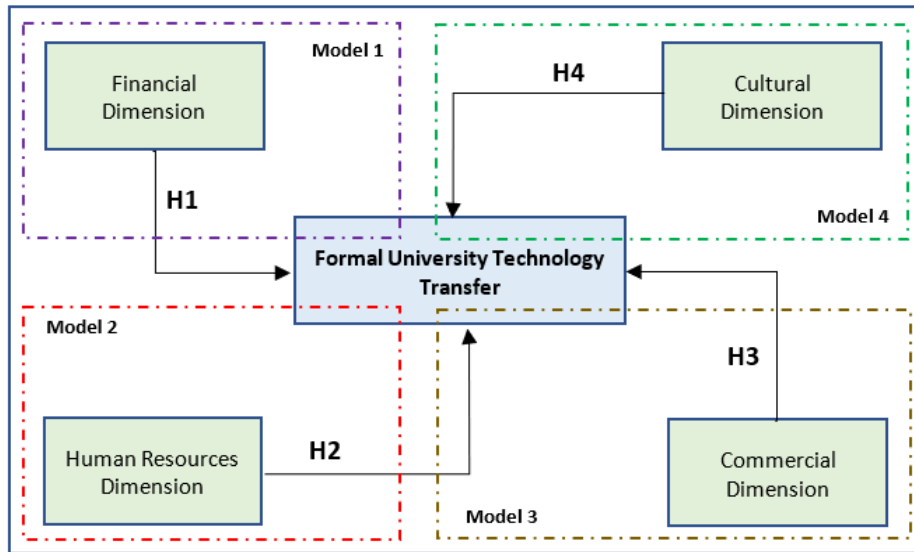 Model 1
Financial
Dimension
H1
H4
Cultural
Dimension
Model 4
Formal University Technology
Transfer
Model 2
Human Resources
Dimension
H2
H3
Commercial
Dimension
Model 3